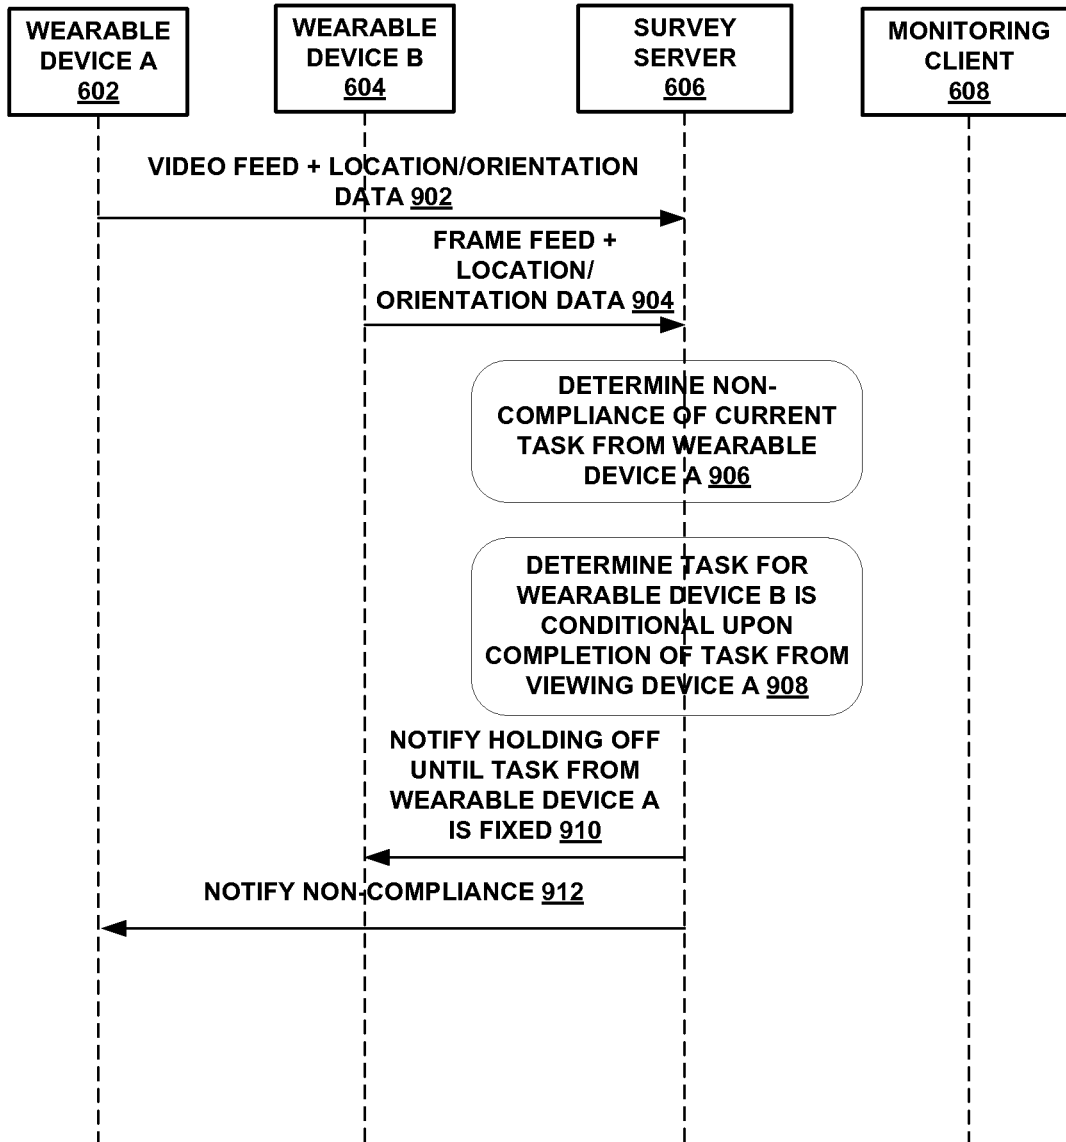 WEARABLE
DEVICE A
602
WEARABLE
DEVICE B
604
SURVEY
SERVER
606
MONITORING
CLIENT
608
VIDEO FEED + LOCATION/ORIENTATION
DATA 902
FRAME FEED +
LOCATION/
ORIENTATION DATA 904
DETERMINE NON-
COMPLIANCE OF CURRENT
TASK FROM WEARABLE
DEVICE A 906
DETERMINE TASK FOR
WEARABLE DEVICE B IS
CONDITIONAL UPON
COMPLETION OF TASK FROM
VIEWING DEVICE A 908
NOTIFY HOLDING OFF
UNTIL TASK FROM
WEARABLE DEVICE A
IS FIXED 910
NOTIFY NON-COMPLIANCE 912